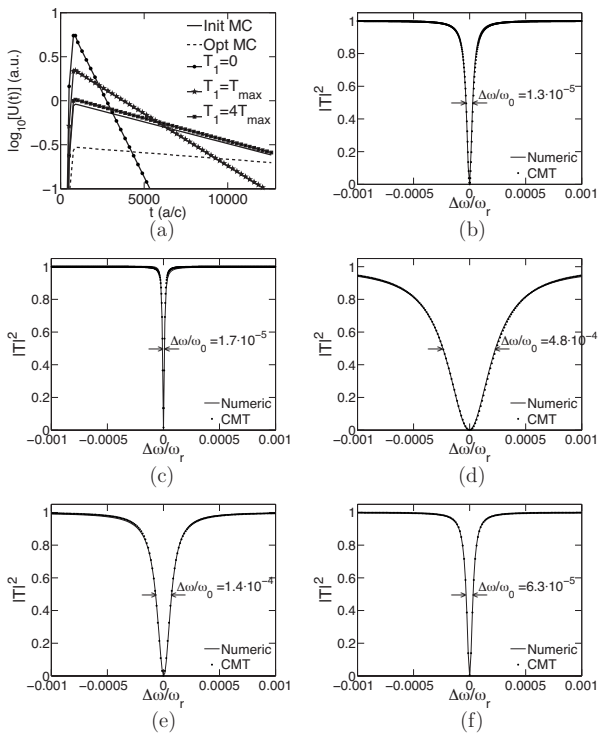 log₁₀[U(t)] (a.u.)
1
0.5
0
−0.5
−1
0
5000
10000
t (a/c)
Init MC
Opt MC
T₁=0
T₁=Tmax
T₁=4Tmax
(a)
|T|²
1
0.8
0.6
0.4
0.2
0
−0.001
−0.0005
0
0.0005
0.001
Δω/ωᵣ
Δω/ω₀ =1.3·10⁻⁵
Numeric
CMT
(b)
|T|²
1
0.8
0.6
0.4
0.2
0
−0.001
−0.0005
0
0.0005
0.001
Δω/ωᵣ
Δω/ω₀ =1.7·10⁻⁵
Numeric
CMT
(c)
|T|²
1
0.8
0.6
0.4
0.2
0
−0.001
−0.0005
0
0.0005
0.001
Δω/ωᵣ
Δω/ω₀ =4.8·10⁻⁴
Numeric
CMT
(d)
|T|²
1
0.8
0.6
0.4
0.2
0
−0.001
−0.0005
0
0.0005
0.001
Δω/ωᵣ
Δω/ω₀ =1.4·10⁻⁴
Numeric
CMT
(e)
|T|²
1
0.8
0.6
0.4
0.2
0
−0.001
−0.0005
0
0.0005
0.001
Δω/ωᵣ
Δω/ω₀ =6.3·10⁻⁵
Numeric
CMT
(f)